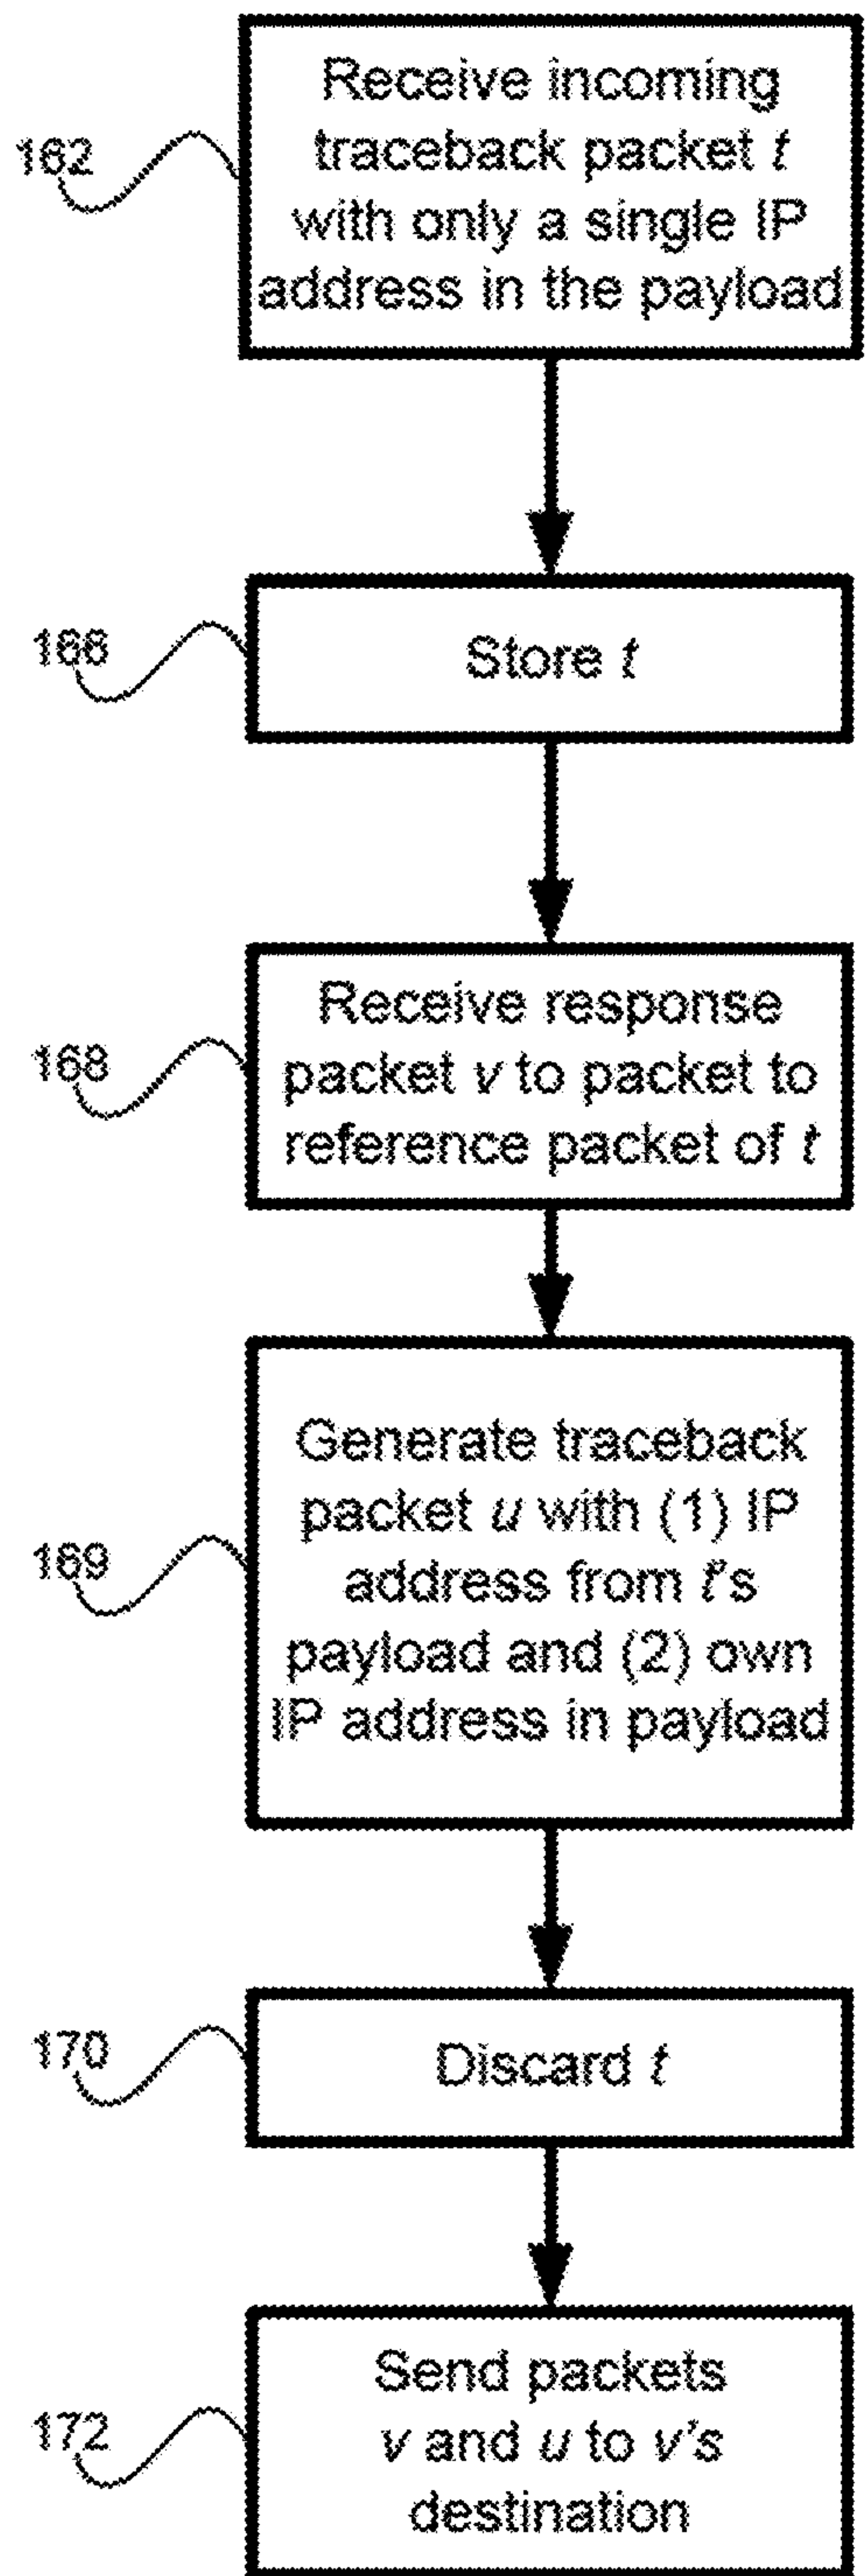 Receive incoming
traceback packet t
with only a single IP
address in the payload
162
Store t
166
Receive response
packet v to packet to
reference packet of t
168
Generate traceback
packet u with (1) IP
address from t's
payload and (2) own
IP address in payload
169
Discard t
170
Send packets
v and u to v's
destination
172